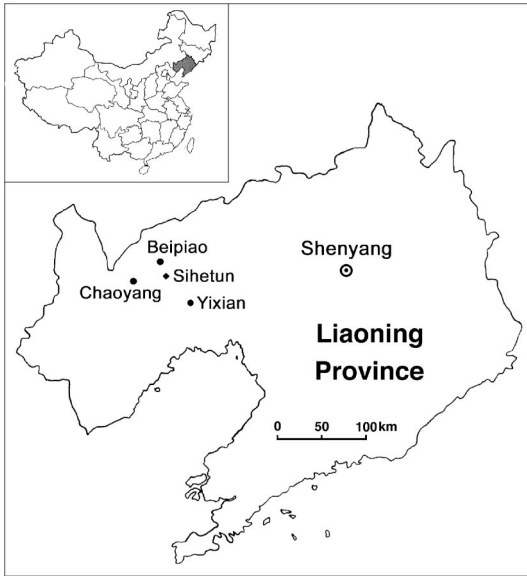 Beipiao
Shenyang
Sihetun
Chaoyang
Yixian
Liaoning
Province
0 50 100km